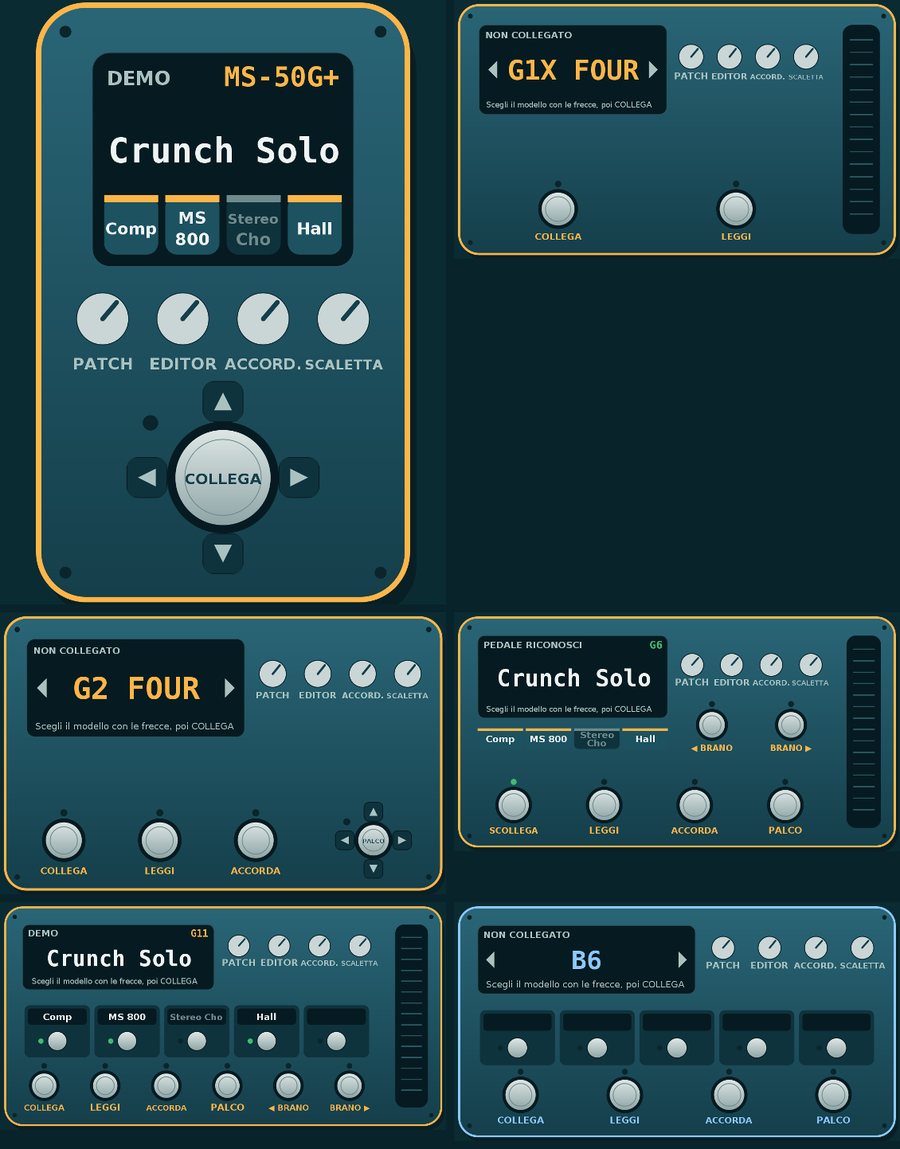 DEMO
MS-50G+
Crunch Solo
Comp
MS
800
Stereo
Cho
Hall
PATCH EDITOR ACCORD. SCALETTA
COLLEGA
NON COLLEGATO
G1X FOUR
Scegli il modello con le frecce, poi COLLEGA
PATCH EDITOR ACCORD. SCALETTA
COLLEGA
LEGGI
NON COLLEGATO
G2 FOUR
Scegli il modello con le frecce, poi COLLEGA
PATCH EDITOR ACCORD. SCALETTA
COLLEGA
LEGGI
ACCORDA
PALCO
PEDALE RICONOSCI
G6
Crunch Solo
Scegli il modello con le frecce, poi COLLEGA
PATCH EDITOR ACCORD. SCALETTA
Comp
MS 800
Stereo
Cho
Hall
◀ BRANO
BRANO ▶
SCOLLEGA
LEGGI
ACCORDA
PALCO
DEMO
G11
Crunch Solo
Scegli il modello con le frecce, poi COLLEGA
PATCH EDITOR ACCORD. SCALETTA
Comp
MS 800
Stereo Cho
Hall
COLLEGA
LEGGI
ACCORDA
PALCO
◀ BRANO
BRANO ▶
NON COLLEGATO
B6
Scegli il modello con le frecce, poi COLLEGA
PATCH EDITOR ACCORD. SCALETTA
COLLEGA
LEGGI
ACCORDA
PALCO